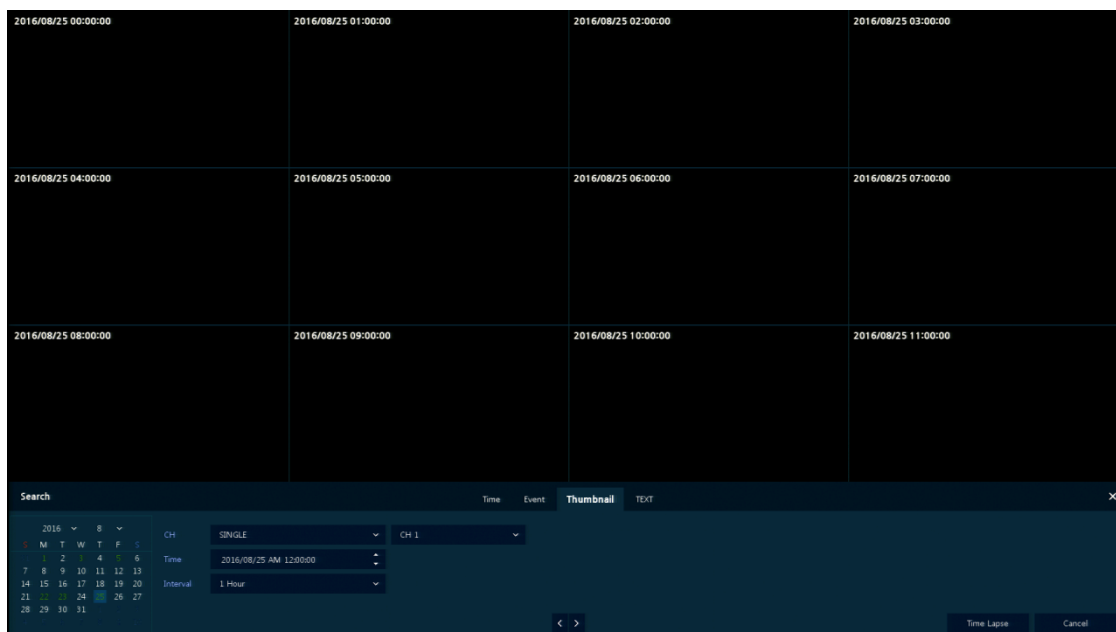 2016/08/25 00:00:00 2016/08/25 01:00:00 2016/08/25 02:00:00 2016/08/25 03:00:00
2016/08/25 04:00:00 2016/08/25 05:00:00 2016/08/25 06:00:00 2016/08/25 07:00:00
2016/08/25 08:00:00 2016/08/25 09:00:00 2016/08/25 10:00:00 2016/08/25 11:00:00
Search Time Event Thumbnail TEXT
2016 8
S M T W T F S
1 2 3 4 5 6
7 8 9 10 11 12 13
14 15 16 17 18 19 20
21 22 23 24 25 26 27
28 29 30 31
CH SINGLE CH 1
Time 2016/08/25 AM 12:00:00
Interval 1 Hour
< >
Time Lapse Cancel